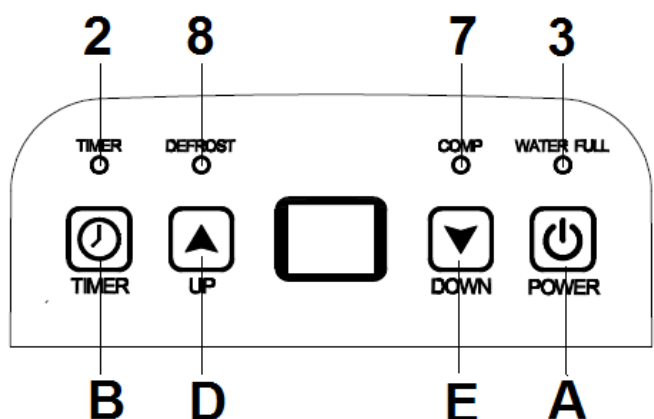 2 8 7 3
TIMER DEFROST COMP WATER FULL
TIMER UP DOWN POWER
B D E A